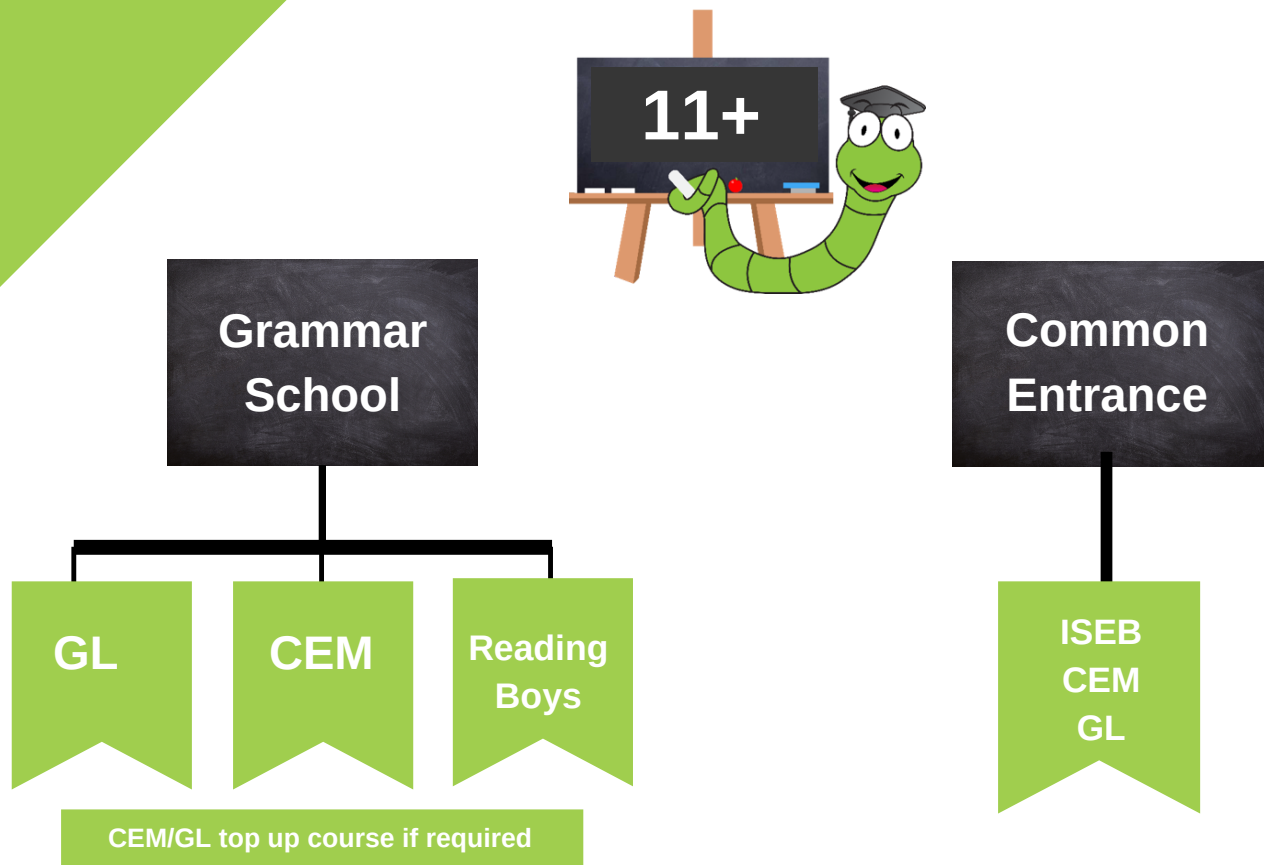 11+
Grammar
School
Common
Entrance
GL
CEM
Reading
Boys
ISEB
CEM
GL
CEM/GL top up course if required